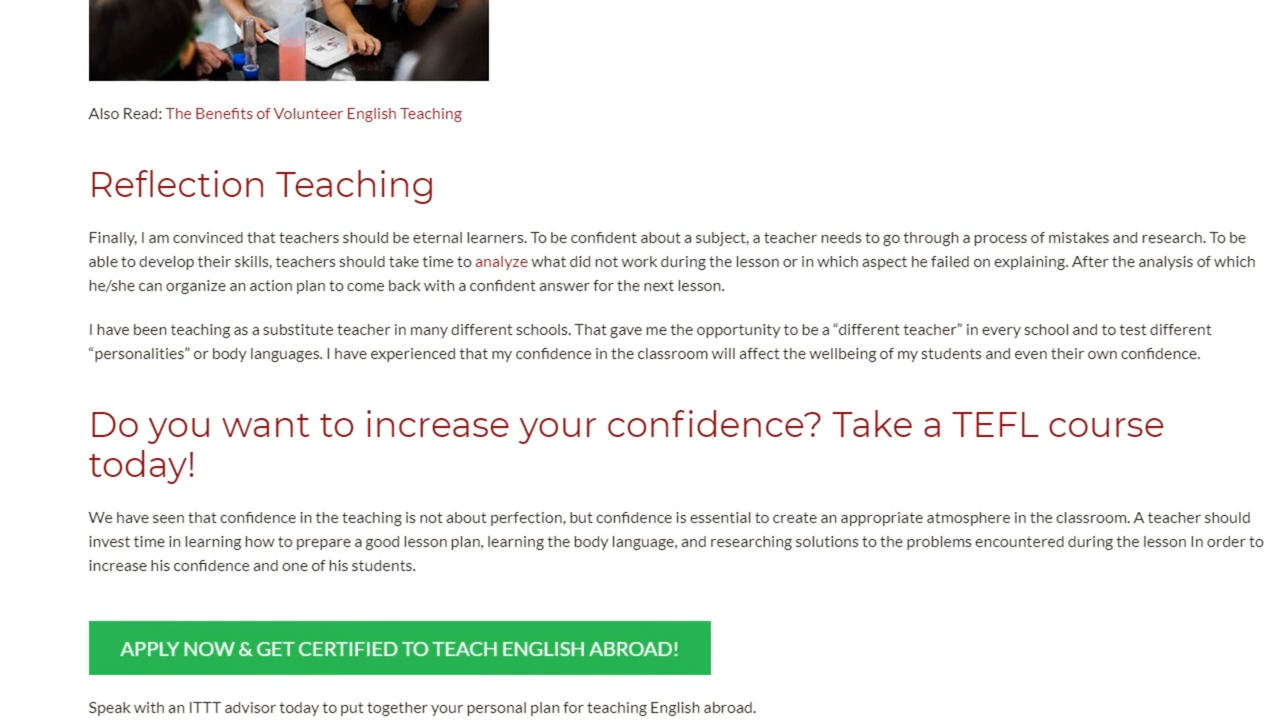 Also Read: The Benefits of Volunteer English Teaching
Reflection Teaching
Finally, I am convinced that teachers should be eternal learners. To be confident about a subject, a teacher needs to go through a process of mistakes and research. To be
able to develop their skills, teachers should take time to analyze what did not work during the lesson or in which aspect he failed on explaining. After the analysis of which
he/she can organize an action plan to come back with a confident answer for the next lesson.
I have been teaching as a substitute teacher in many different schools. That gave me the opportunity to be a “different teacher” in every school and to test different
“personalities” or body languages. I have experienced that my confidence in the classroom will affect the wellbeing of my students and even their own confidence.
Do you want to increase your confidence? Take a TEFL course
today!
We have seen that confidence in the teaching is not about perfection, but confidence is essential to create an appropriate atmosphere in the classroom. A teacher should
invest time in learning how to prepare a good lesson plan, learning the body language, and researching solutions to the problems encountered during the lesson In order to
increase his confidence and one of his students.
APPLY NOW & GET CERTIFIED TO TEACH ENGLISH ABROAD!
Speak with an ITTT advisor today to put together your personal plan for teaching English abroad.